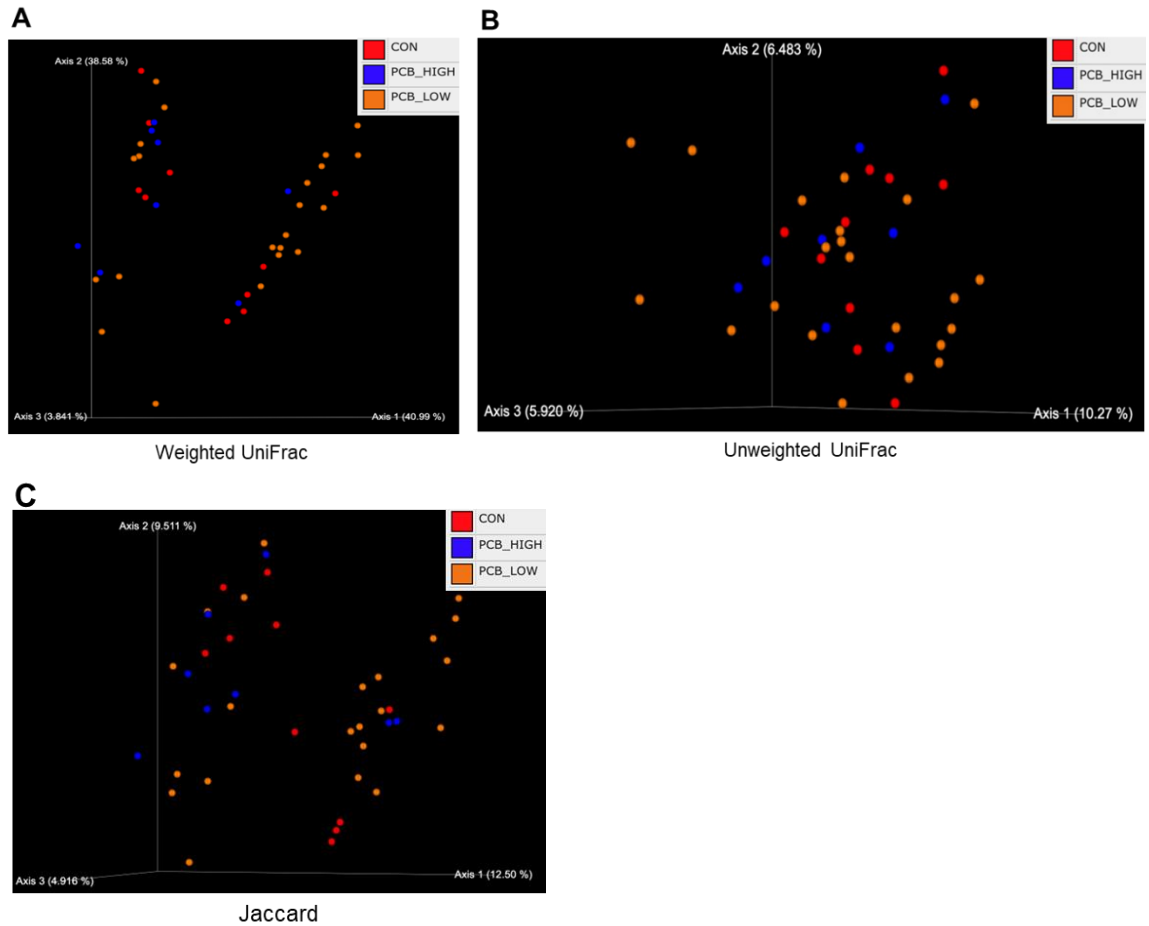 A
Axis 2 (38.58 %)
CON
PCB_HIGH
PCB_LOW
Axis 3 (3.841 %)
Axis 1 (40.99 %)
Weighted UniFrac
B
Axis 2 (6.483 %)
CON
PCB_HIGH
PCB_LOW
Axis 3 (5.920 %)
Axis 1 (10.27 %)
Unweighted UniFrac
C
Axis 2 (9.511 %)
CON
PCB_HIGH
PCB_LOW
Axis 3 (4.916 %)
Axis 1 (12.50 %)
Jaccard